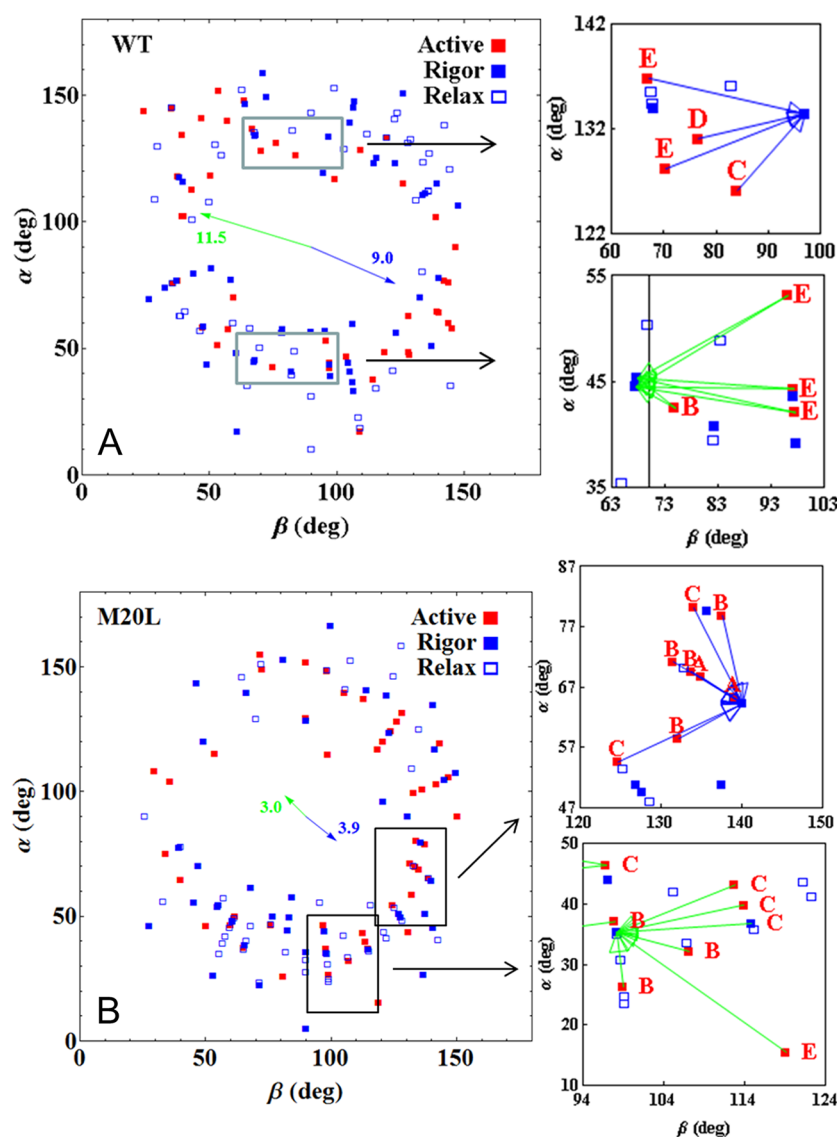 A
WT
Active
Rigor
Relax
150
100
50
0
0
50
100
150
α (deg)
β (deg)
11.5
9.0
142
132
122
60
70
80
90
100
α (deg)
E
D
E
C
55
45
35
63
73
83
93
103
α (deg)
β (deg)
E
E
E
B
B
M20L
Active
Rigor
Relax
150
100
50
0
0
50
100
150
α (deg)
β (deg)
3.0
3.9
87
77
67
57
47
120
130
140
150
α (deg)
C
B
B
B
A
A
B
C
50
40
30
20
10
94
104
114
124
α (deg)
β (deg)
C
C
C
C
B
B
B
E